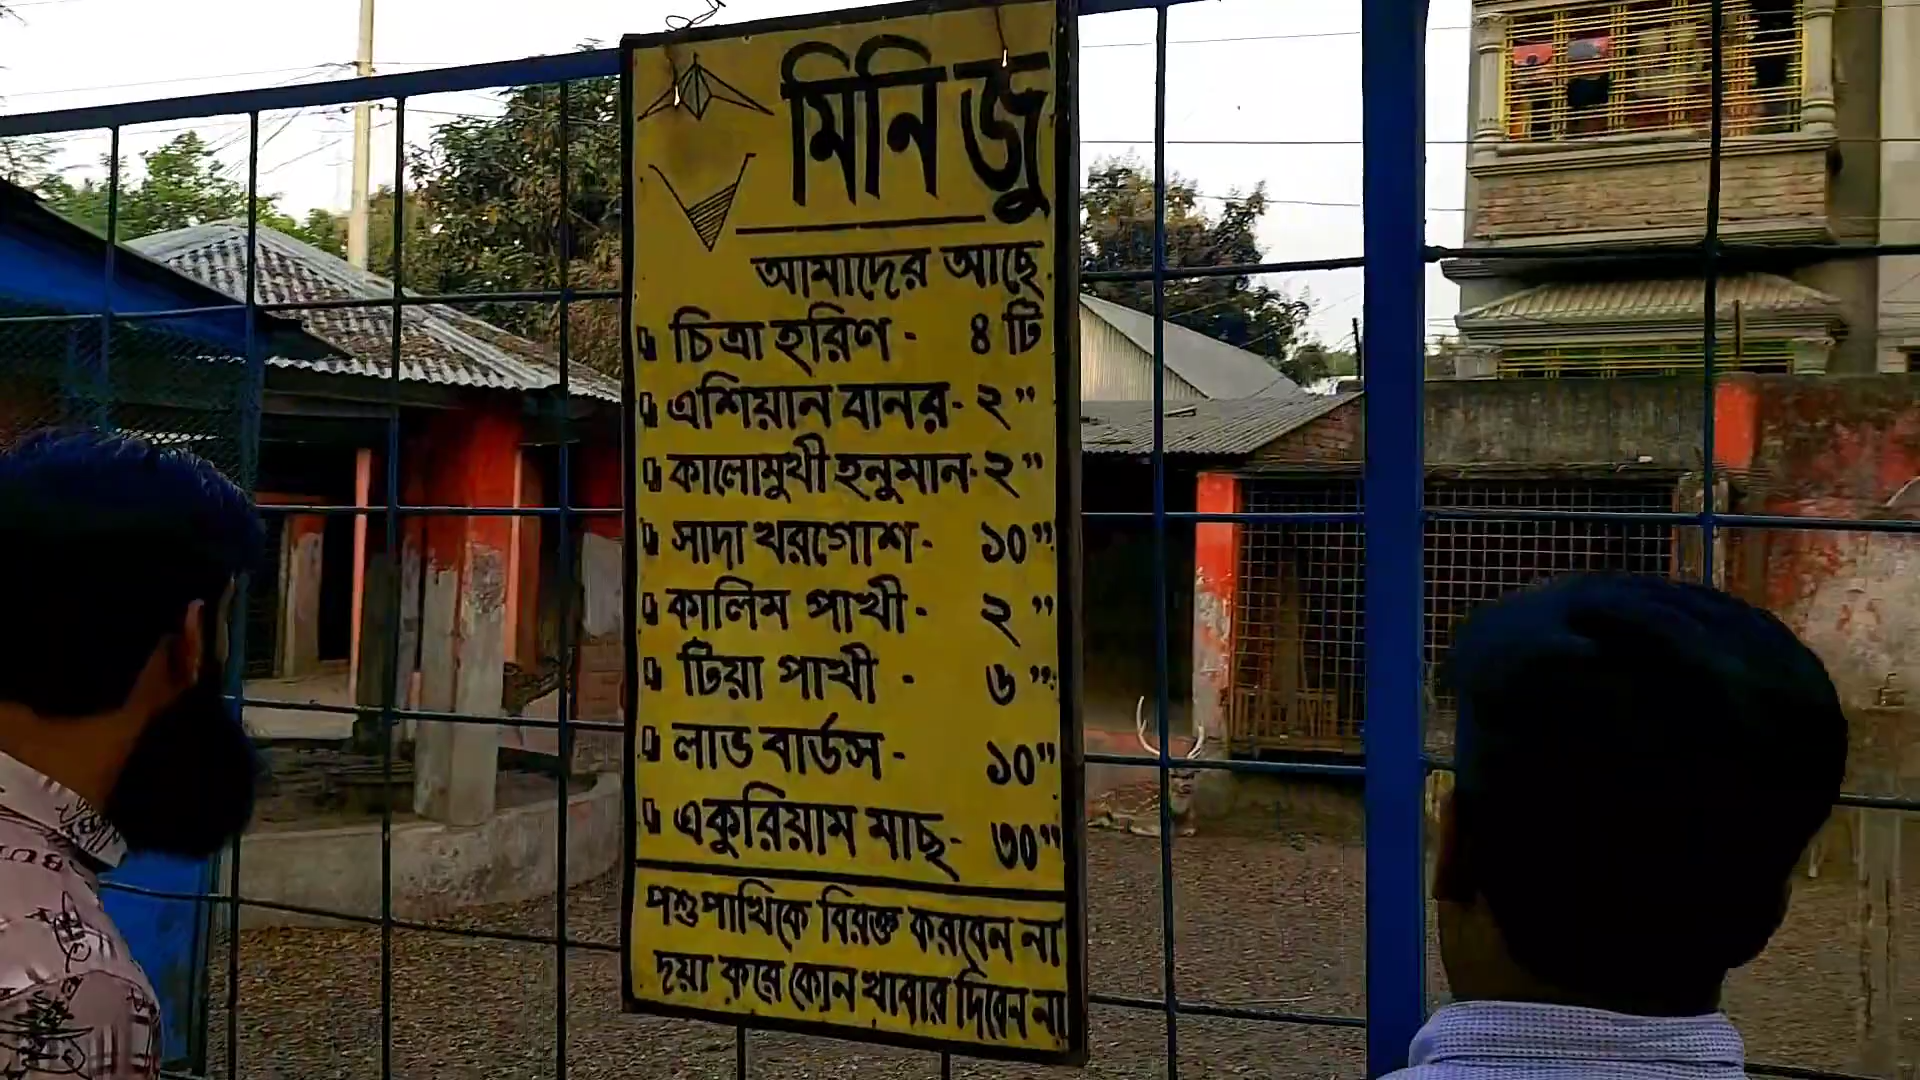 মিনি জু
আমাদের আছে
চিত্রা হরিণ - ৪ টি
এশিয়ান বানর - ২ "
কালোমুখী হনুমান - ২ "
সাদা খরগোশ - ১০ "
কালিম পাখী - ২ "
টিয়া পাখী - ৬ "
লাভ বার্ডস - ১০ "
একুরিয়াম মাছ - ৩০ "
পশুপাখিকে বিরক্ত করবেন না
দয়া করে কোন খাবার দিবেন না